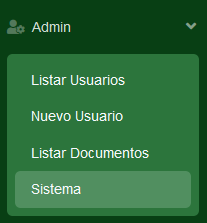 Admin
Listar Usuarios
Nuevo Usuario
Listar Documentos
Sistema